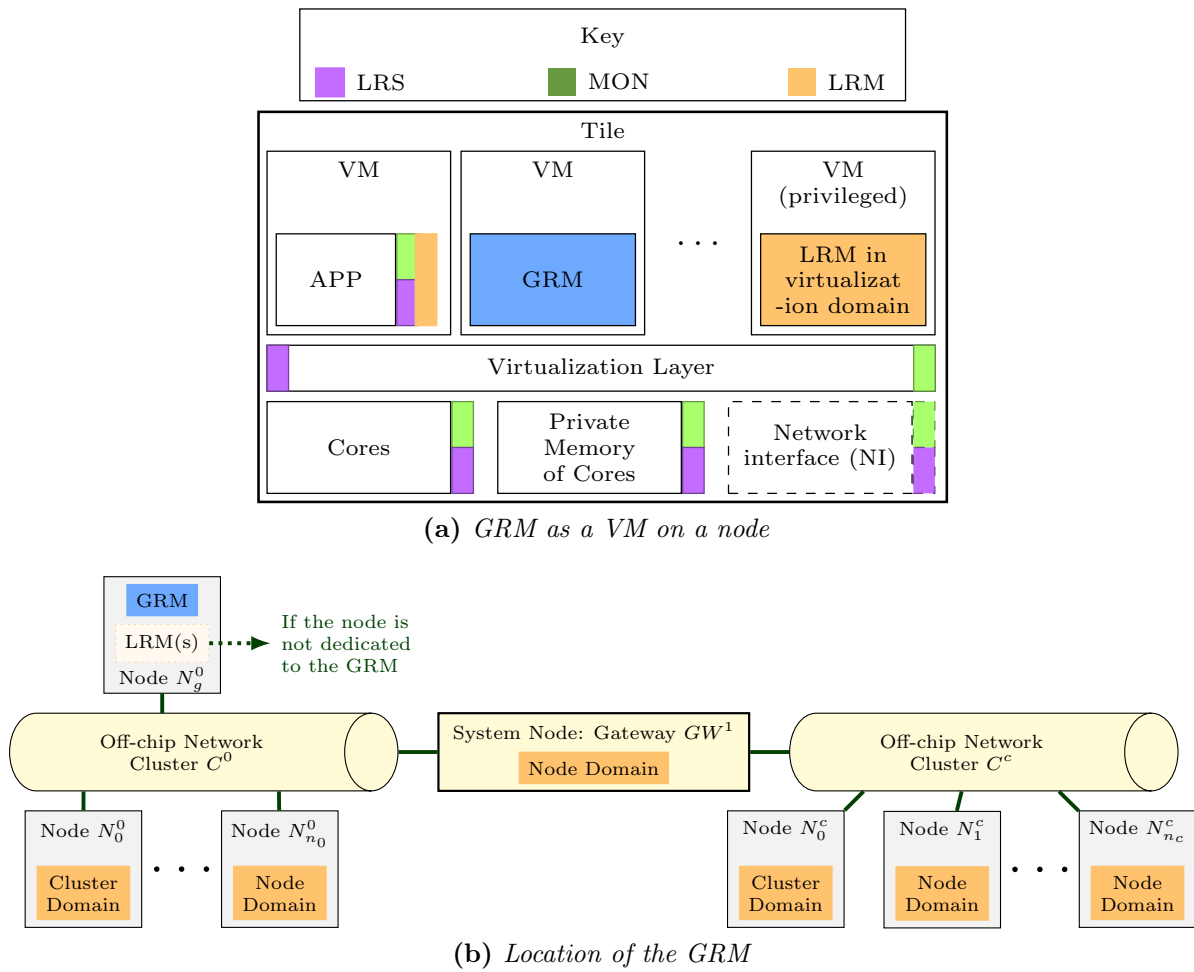 Key
LRS MON LRM
Tile
VM VM VM
(privileged)
APP GRM . . . LRM in
virtualizat
-ion domain
Virtualization Layer
Cores
Private
Memory
of Cores
Network
interface (NI)
(a) GRM as a VM on a node
GRM
LRM(s)
Node N_g^0
If the node is
not dedicated
to the GRM
Off-chip Network
Cluster C^0
System Node: Gateway GW^1
Node Domain
Off-chip Network
Cluster C^c
Node N_0^0
Cluster
Domain
. . .
Node N_{n_0}^0
Node
Domain
Node N_0^c
Cluster
Domain
Node N_1^c
Node
Domain
. . .
Node N_{n_c}^c
Node
Domain
(b) Location of the GRM